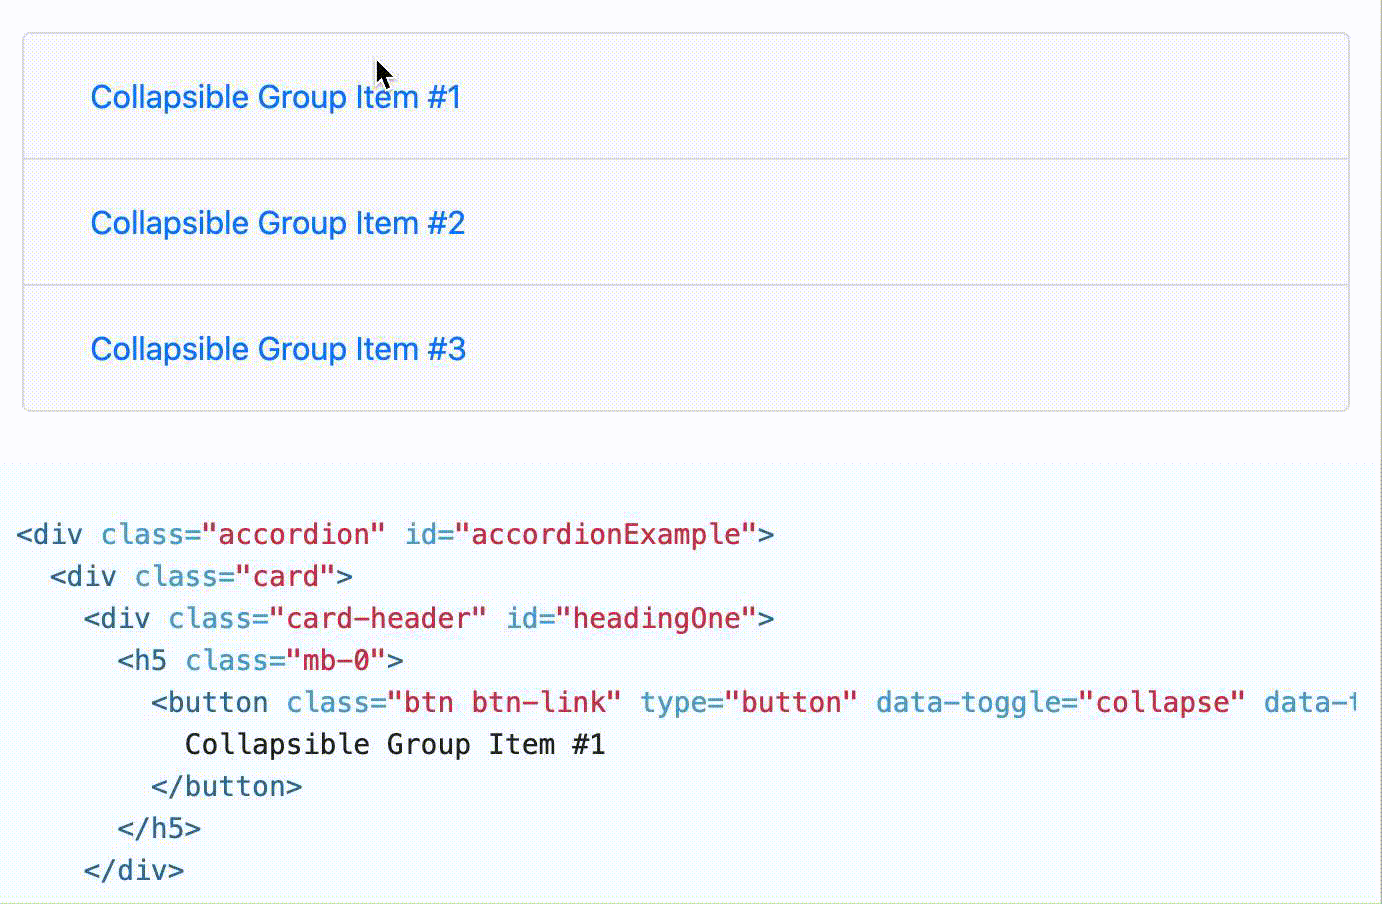 Collapsible Group Item #1
Collapsible Group Item #2
Collapsible Group Item #3
<div class="accordion" id="accordionExample">
<div class="card">
<div class="card-header" id="headingOne">
<h5 class="mb-0">
<button class="btn btn-link" type="button" data-toggle="collapse" data-t
Collapsible Group Item #1
</button>
</h5>
</div>